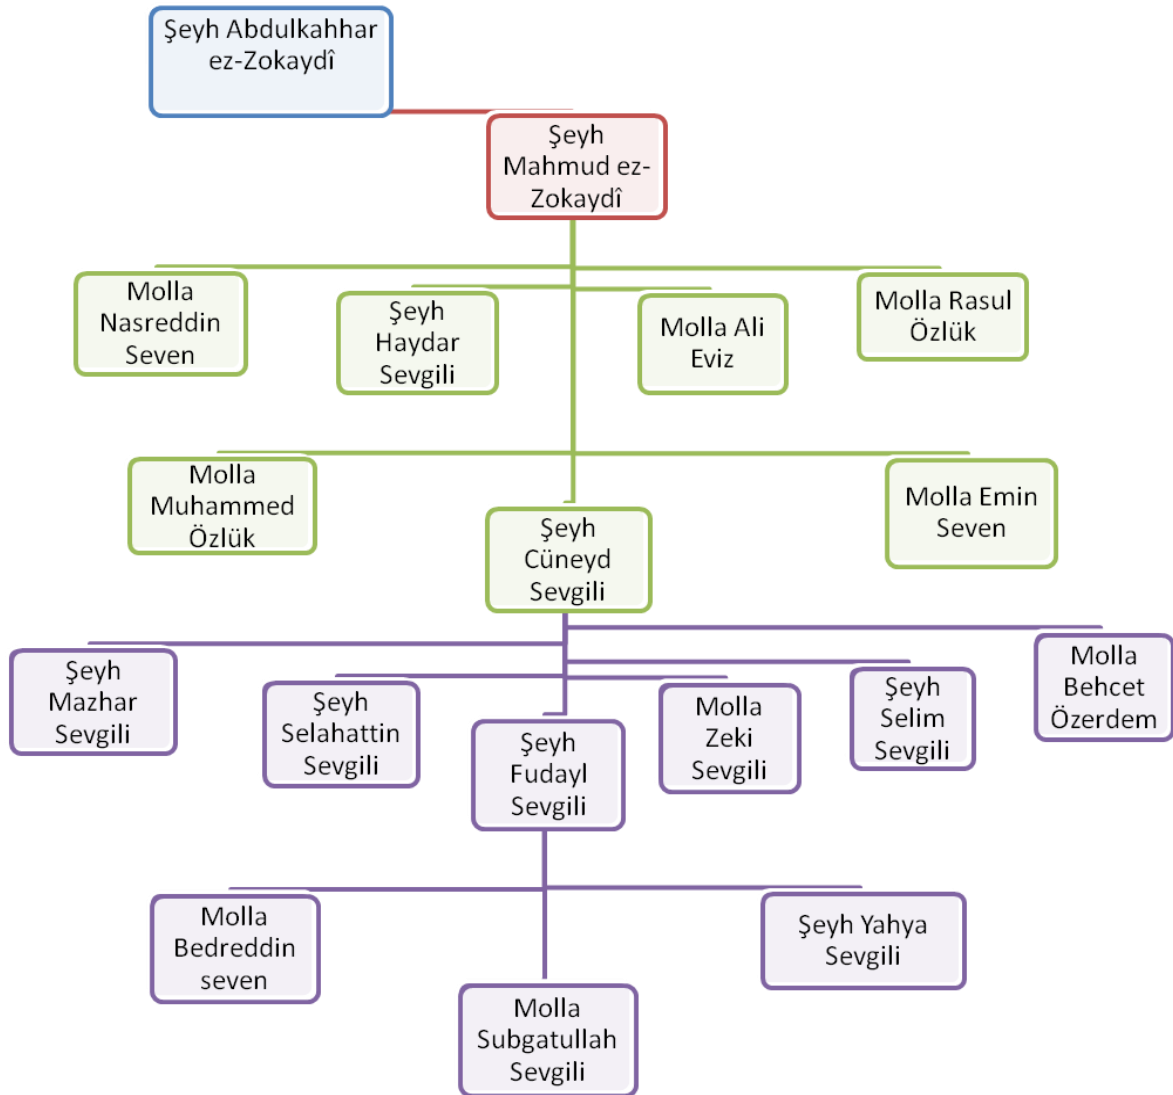 Şeyh Abdulkahhar
ez-Zokaydî
Şeyh
Mahmud ez-
Zokaydî
Molla
Nasreddin
Seven
Şeyh
Haydar
Sevgili
Molla Ali
Eviz
Molla Rasul
Özlük
Molla
Muhammed
Özlük
Şeyh
Cüneyd
Sevgili
Molla Emin
Seven
Şeyh
Mazhar
Sevgili
Şeyh
Selahattin
Sevgili
Şeyh
Fudayl
Sevgili
Molla
Zeki
Sevgili
Şeyh
Selim
Sevgili
Molla
Behcet
Özerdem
Molla
Bedreddin
seven
Molla
Subgatullah
Sevgili
Şeyh Yahya
Sevgili